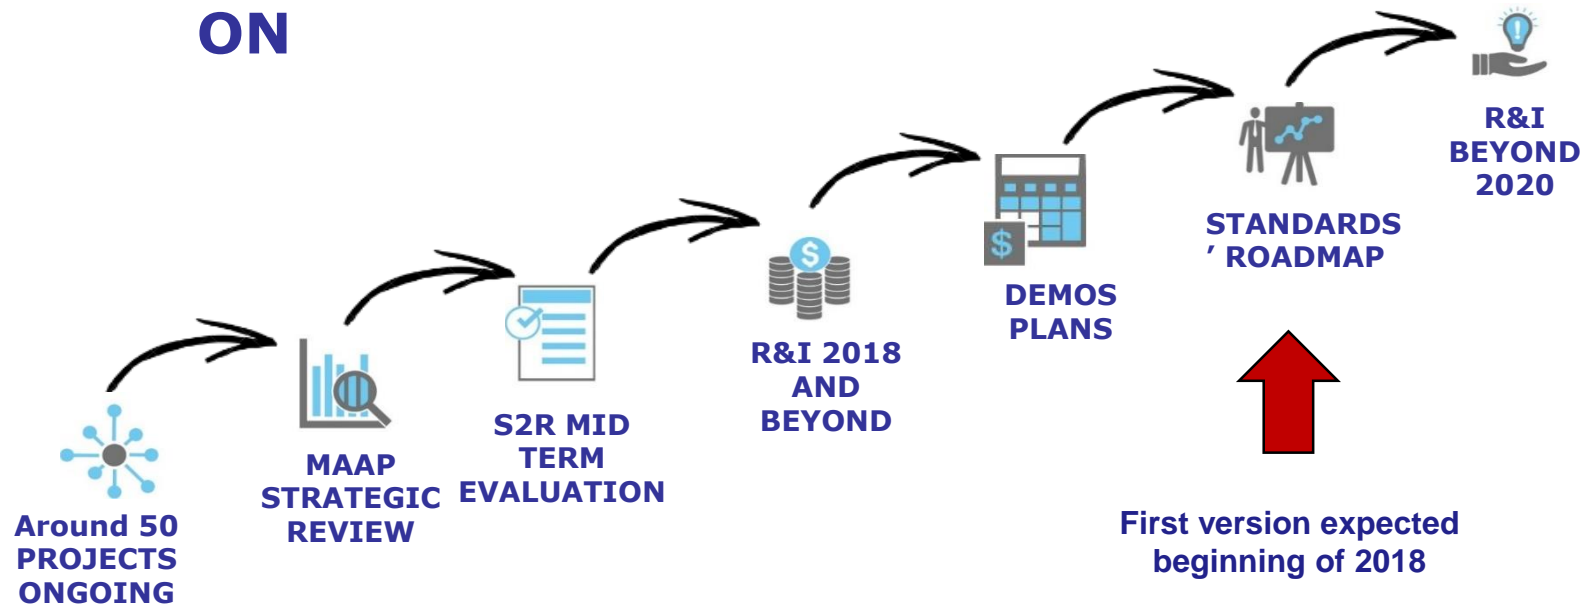 ON
Around 50
PROJECTS
ONGOING
MAAP
STRATEGIC
REVIEW
S2R MID
TERM
EVALUATION
$
R&I 2018
AND
BEYOND
$
DEMOS
PLANS
STANDARDS
’ ROADMAP
First version expected
beginning of 2018
R&I
BEYOND
2020